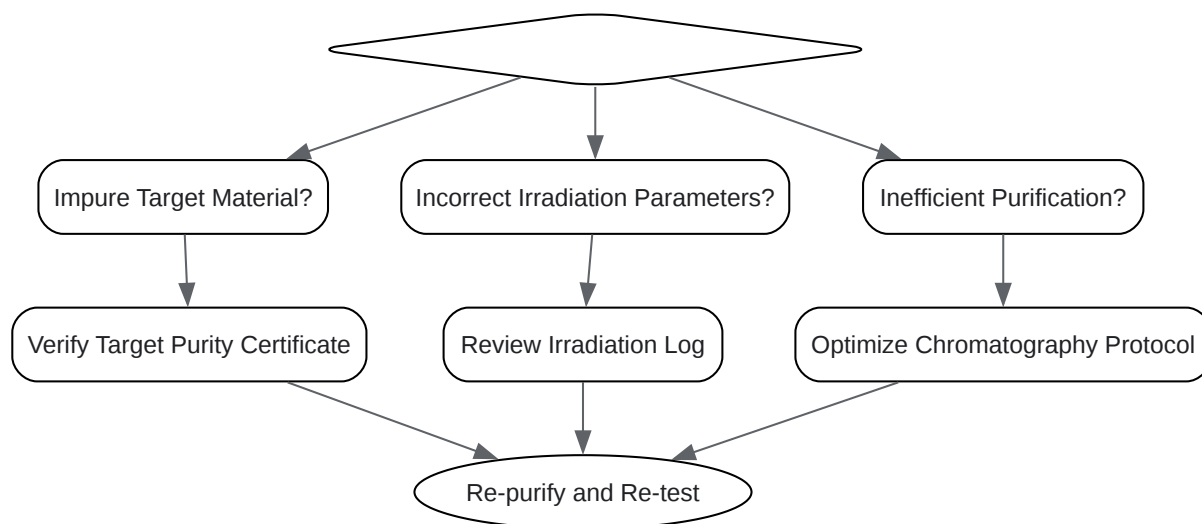 Impure Target Material?
Incorrect Irradiation Parameters?
Inefficient Purification?
Verify Target Purity Certificate
Review Irradiation Log
Optimize Chromatography Protocol
Re-purify and Re-test